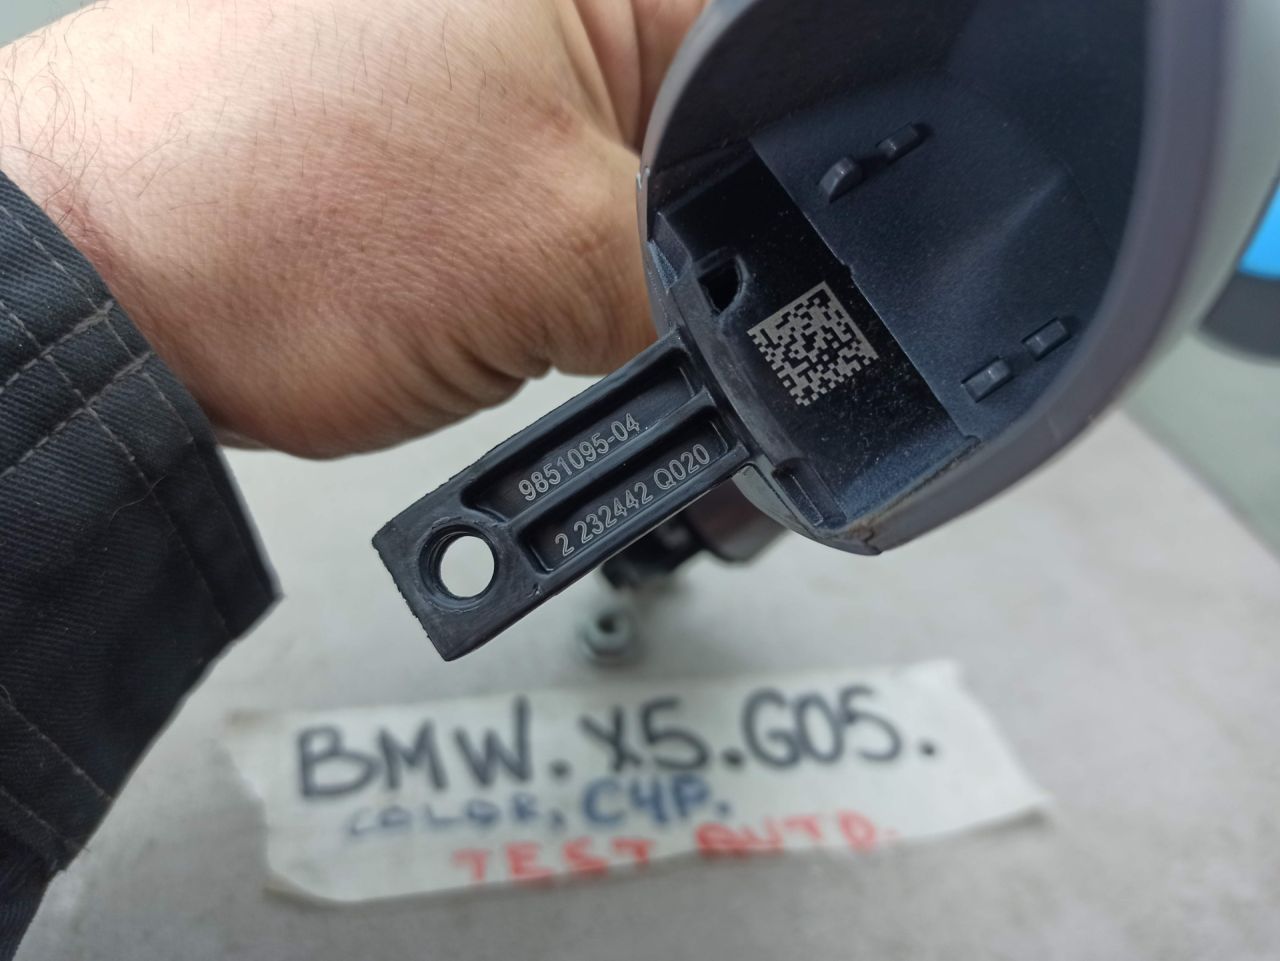 9851095-04
2 232442 Q020
BMW. X5. G05.
COLOR, C4P.
TEST AUTO.